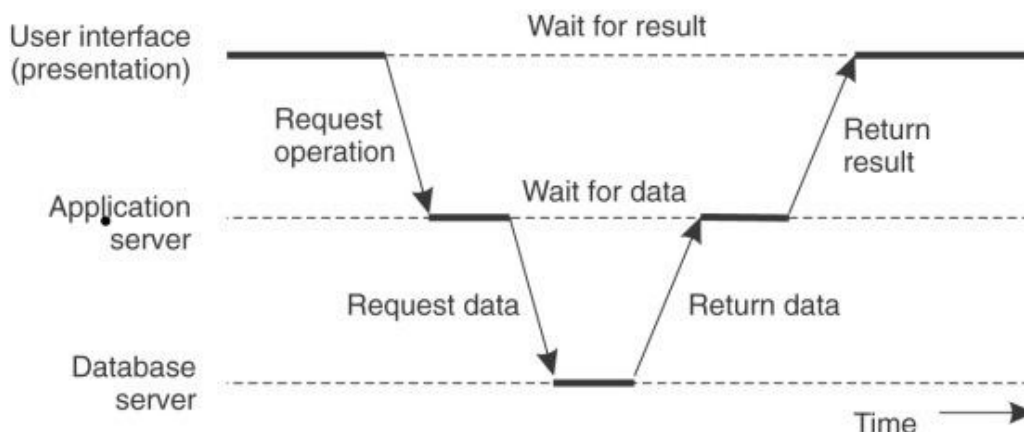 Wait for result
User interface
(presentation)
Request
operation
Return
result
Wait for data
Application
server
Request data
Return data
Database
server
Time